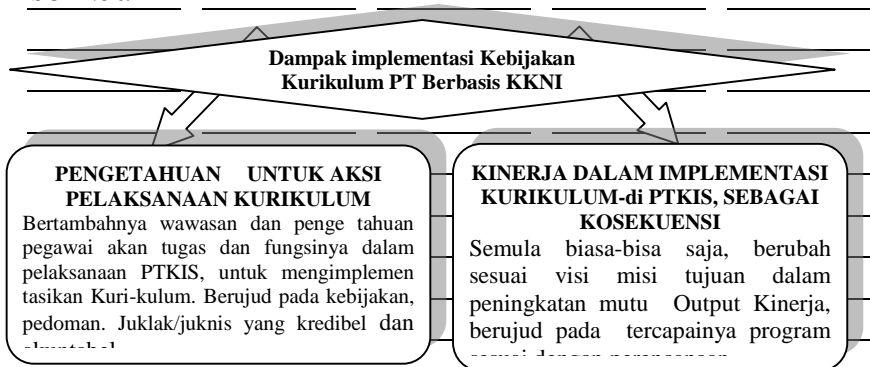 Dampak implementasi Kebijakan
Kurikulum PT Berbasis KKNI
PENGETAHUAN UNTUK AKSI
PELAKSANAAN KURIKULUM
Bertambahnya wawasan dan penge tahuan
pegawai akan tugas dan fungsinya dalam
pelaksanaan PTKIS, untuk mengimplemen
tasikan Kuri-kulum. Berujud pada kebijakan,
pedoman. Juklak/juknis yang kredibel dan
KINERJA DALAM IMPLEMENTASI
KURIKULUM-di PTKIS, SEBAGAI
KOSEKUENSI
Semula biasa-bisa saja, berubah
sesuai visi misi tujuan dalam
peningkatan mutu Output Kinerja,
berujud pada tercapainya program